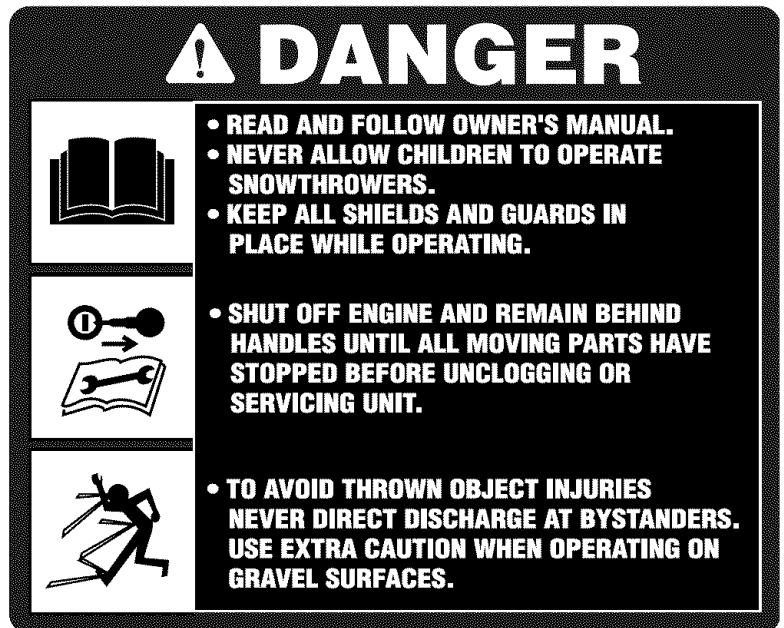 DANGER
• READ AND FOLLOW OWNER'S MANUAL.
• NEVER ALLOW CHILDREN TO OPERATE
SNOWTHROWERS.
• KEEP ALL SHIELDS AND GUARDS IN
PLACE WHILE OPERATING.
• SHUT OFF ENGINE AND REMAIN BEHIND
HANDLES UNTIL ALL MOVING PARTS HAVE
STOPPED BEFORE UNCLOGGING OR
SERVICING UNIT.
• TO AVOID THROWN OBJECT INJURIES
NEVER DIRECT DISCHARGE AT BYSTANDERS.
USE EXTRA CAUTION WHEN OPERATING ON
GRAVEL SURFACES.